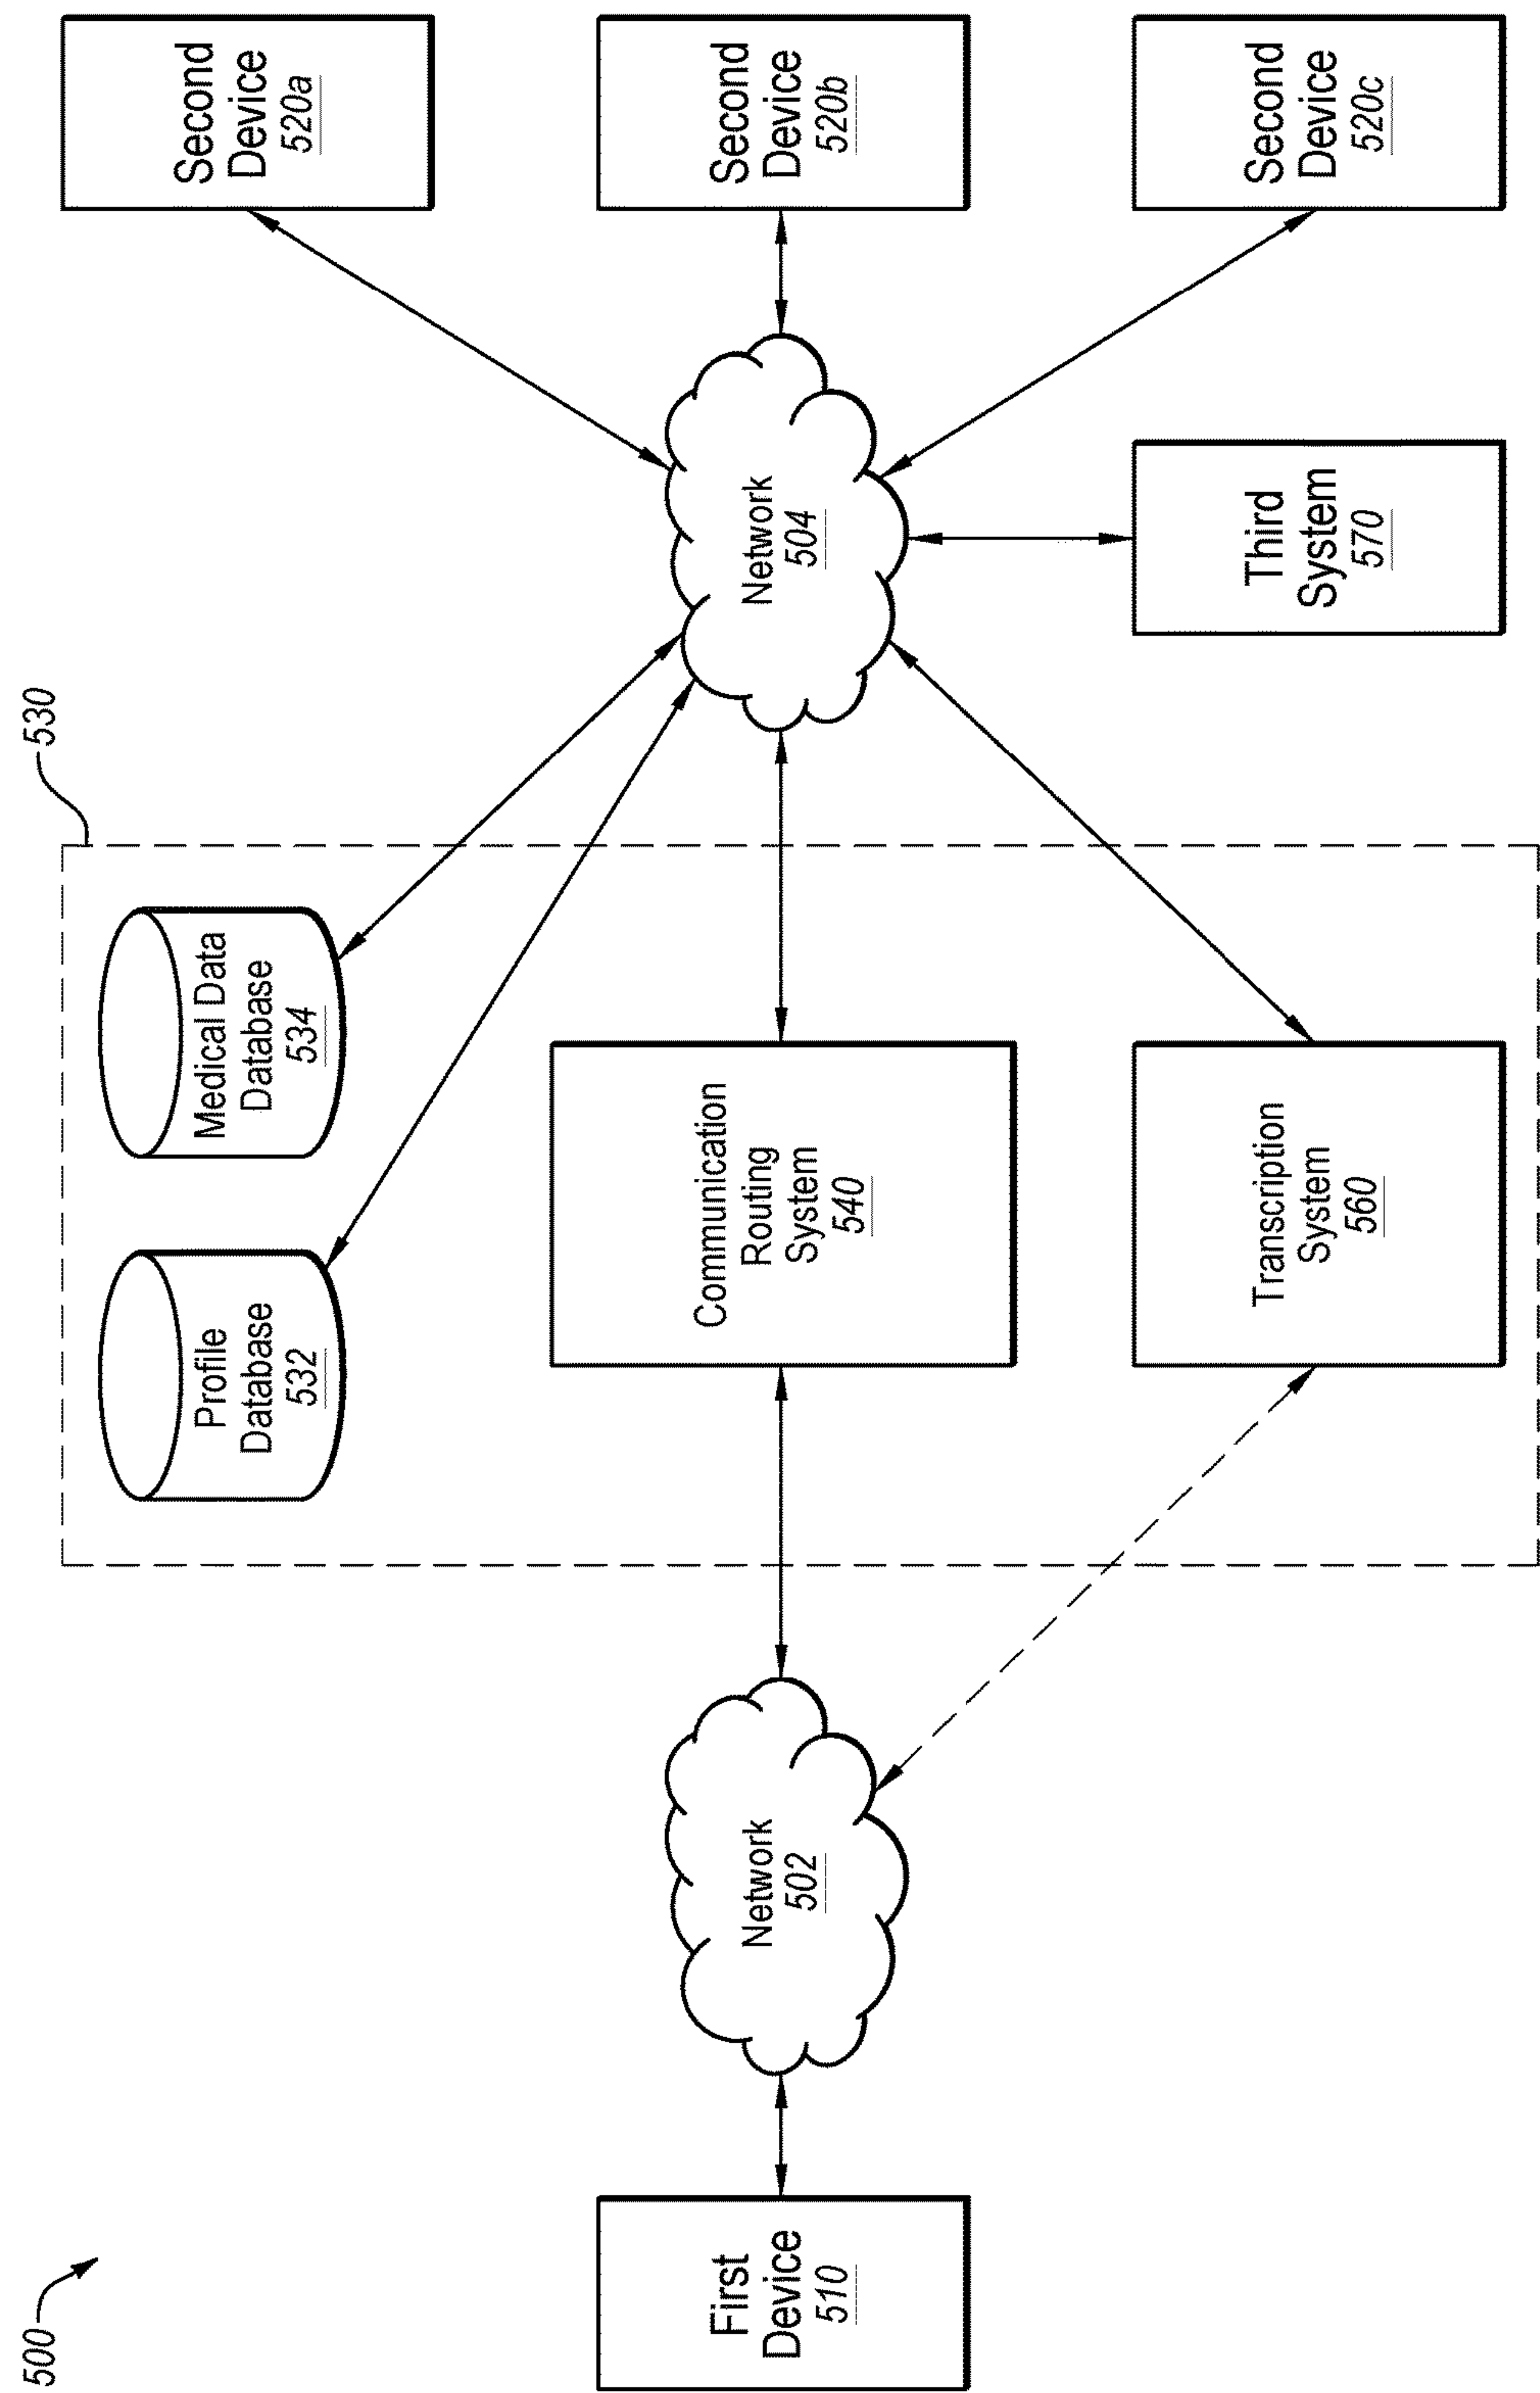 500
530
Profile
Database
532
Medical Data
Database
534
Second
Device
520a
First
Device
510
Network
502
Communication
Routing
System
540
Network
504
Second
Device
520b
Transcription
System
560
Third
System
570
Second
Device
520c